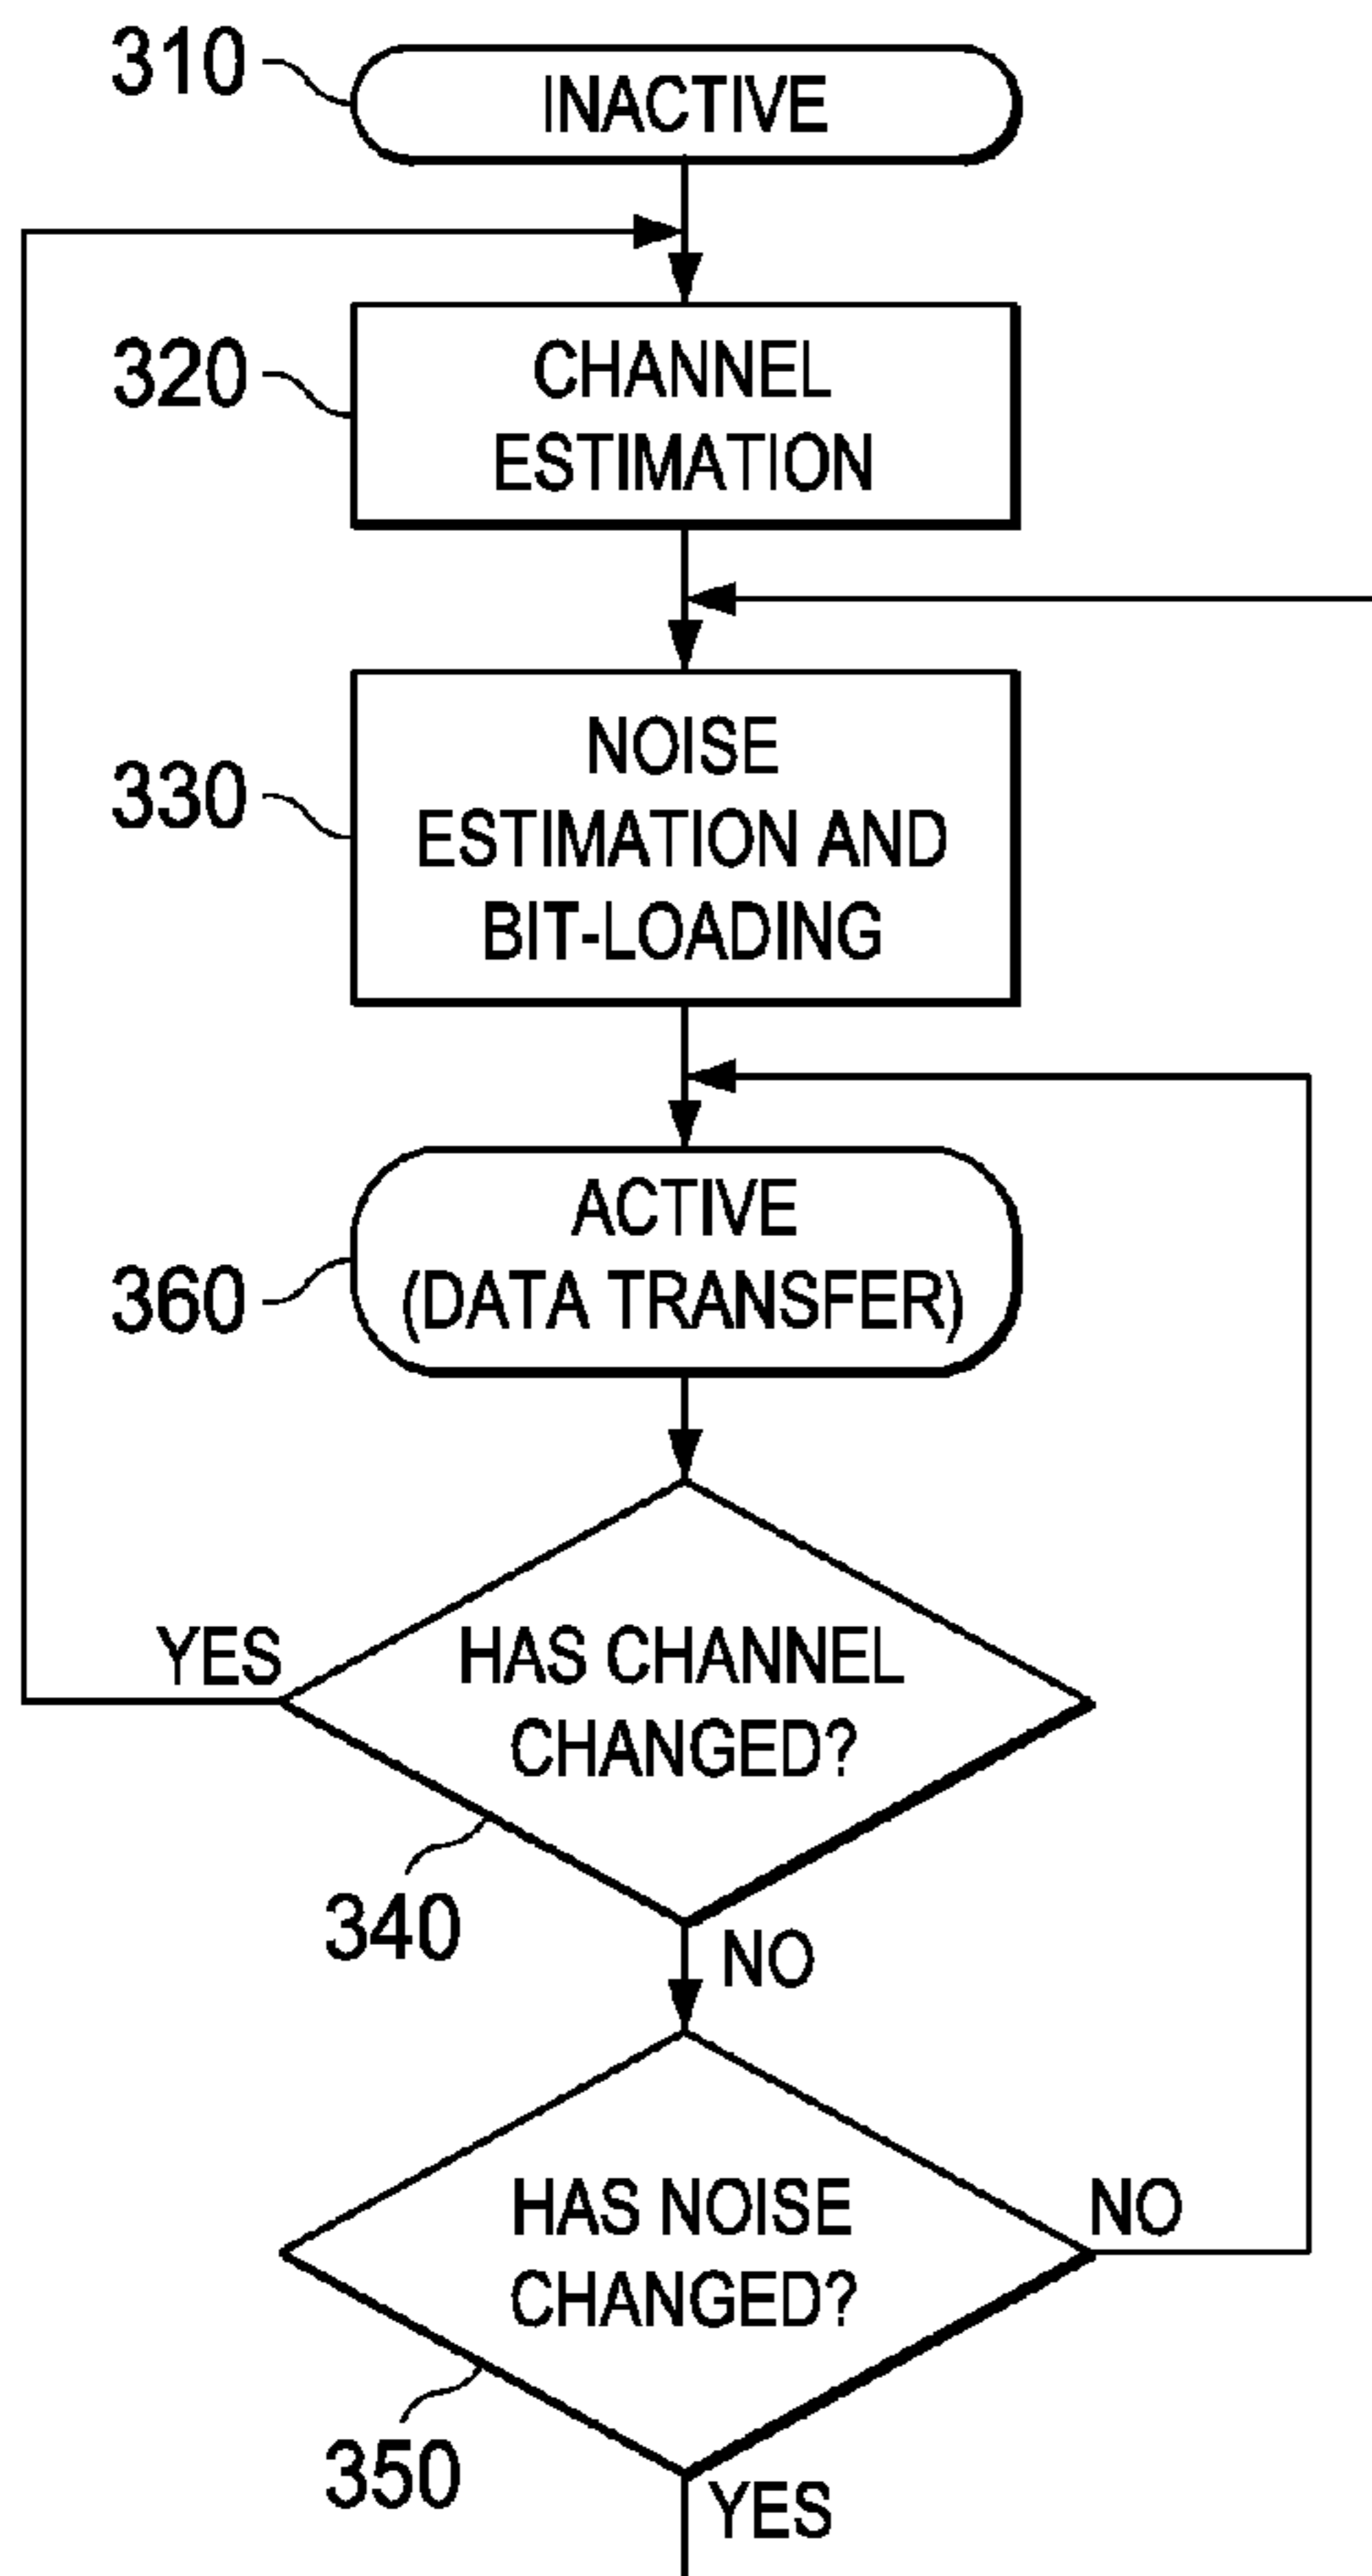 310
INACTIVE
320
CHANNEL
ESTIMATION
330
NOISE
ESTIMATION AND
BIT-LOADING
360
ACTIVE
(DATA TRANSFER)
YES
HAS CHANNEL
CHANGED?
340
NO
HAS NOISE
CHANGED?
NO
350
YES